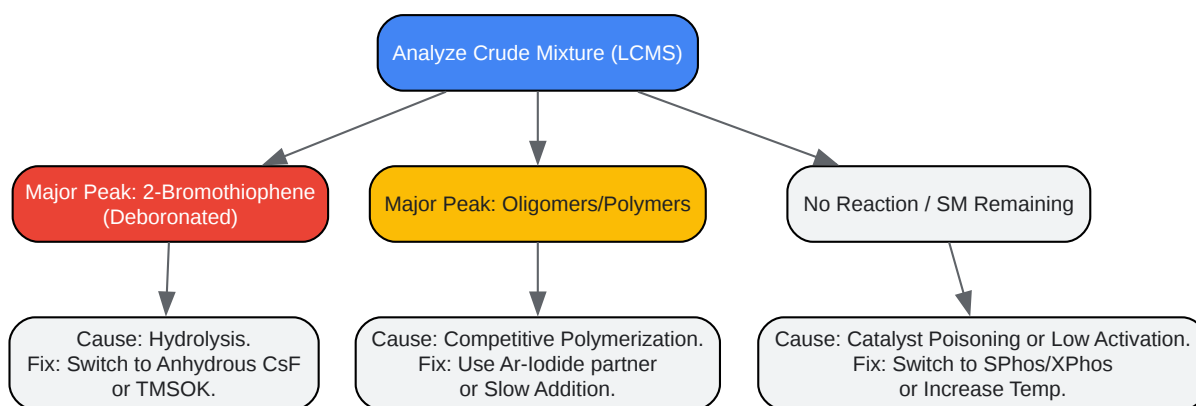 Analyze Crude Mixture (LCMS)
Major Peak: 2-Bromothiophene
(Deboronated)
Major Peak: Oligomers/Polymers
No Reaction / SM Remaining
Cause: Hydrolysis.
Fix: Switch to Anhydrous CsF
or TMSOK.
Cause: Competitive Polymerization.
Fix: Use Ar-Iodide partner
or Slow Addition.
Cause: Catalyst Poisoning or Low Activation.
Fix: Switch to SPhos/XPhos
or Increase Temp.